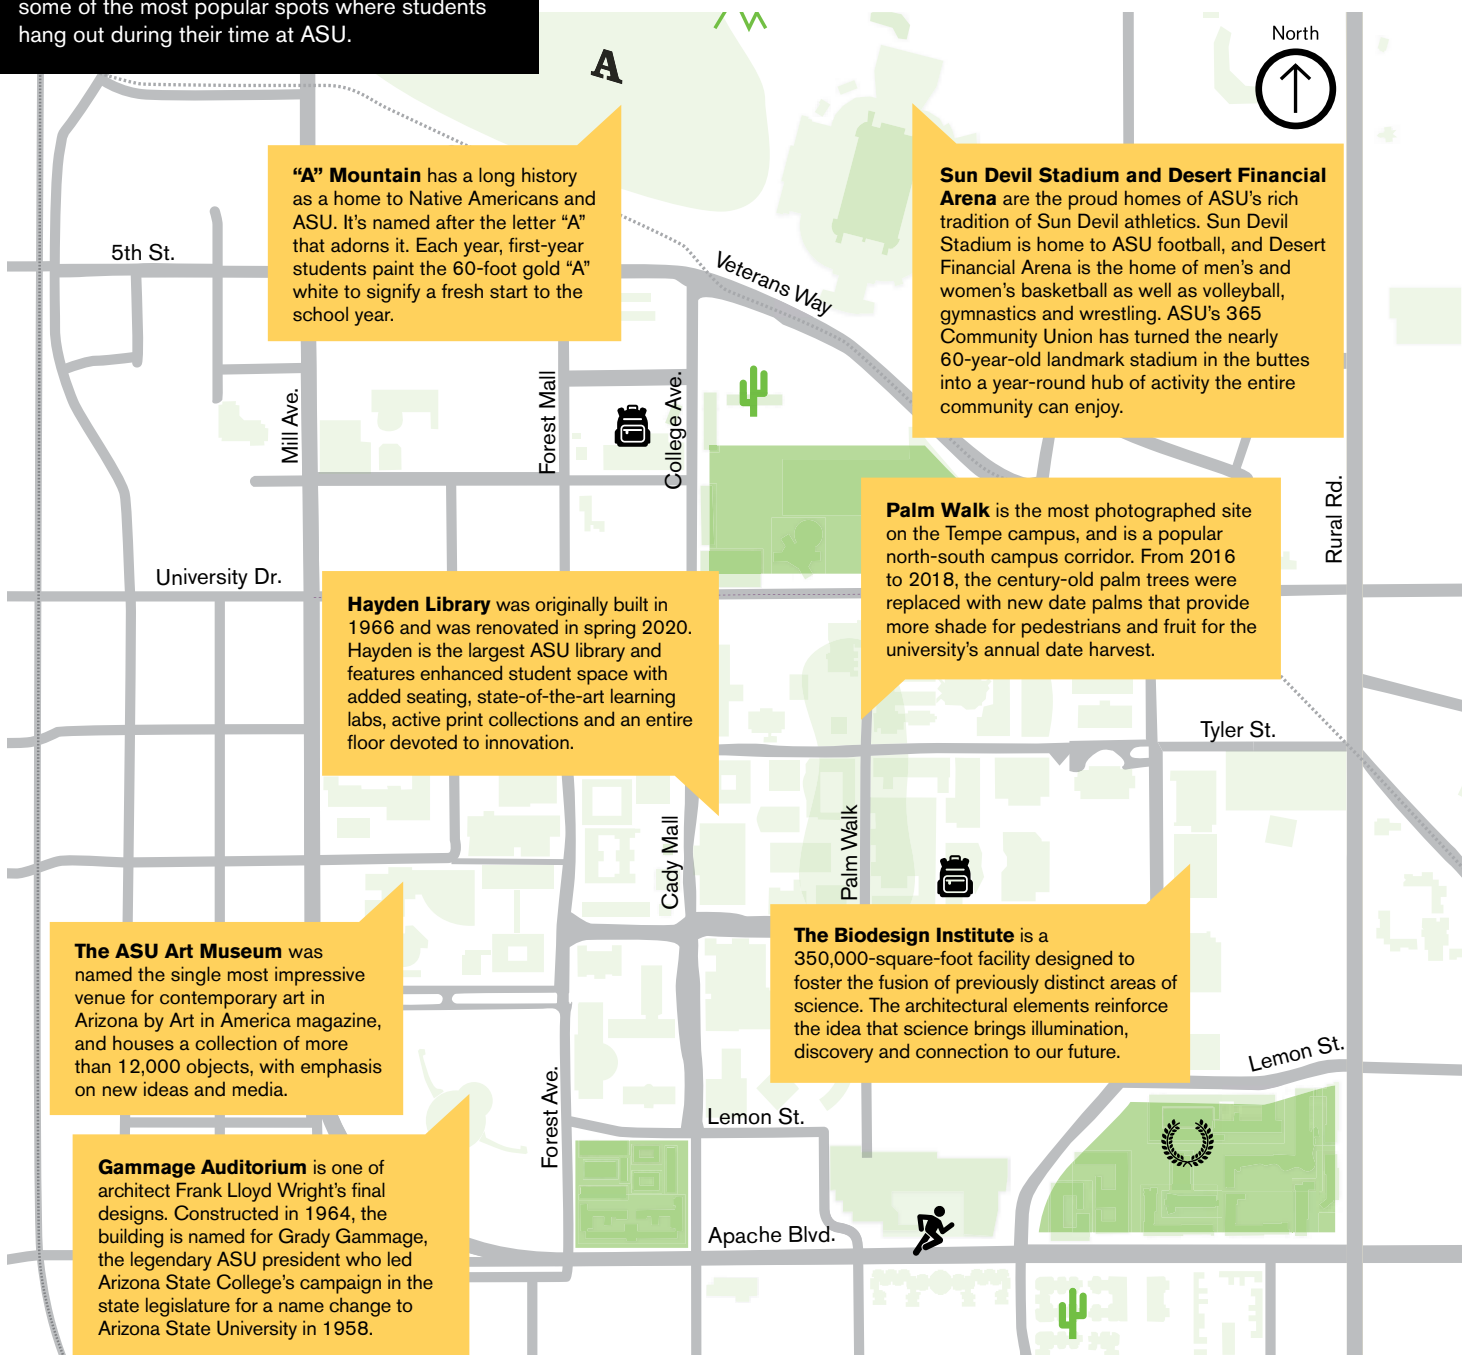 some of the most popular spots where students
hang out during their time at ASU.
North
A
“A” Mountain has a long history
as a home to Native Americans and
ASU. It’s named after the letter “A”
that adorns it. Each year, first-year
students paint the 60-foot gold “A”
white to signify a fresh start to the
school year.
Sun Devil Stadium and Desert Financial
Arena are the proud homes of ASU’s rich
tradition of Sun Devil athletics. Sun Devil
Stadium is home to ASU football, and Desert
Financial Arena is the home of men’s and
women’s basketball as well as volleyball,
gymnastics and wrestling. ASU’s 365
Community Union has turned the nearly
60-year-old landmark stadium in the buttes
into a year-round hub of activity the entire
community can enjoy.
5th St.
Veterans Way
Mill Ave.
Forest Mall
College Ave.
Rural Rd.
Palm Walk is the most photographed site
on the Tempe campus, and is a popular
north-south campus corridor. From 2016
to 2018, the century-old palm trees were
replaced with new date palms that provide
more shade for pedestrians and fruit for the
university’s annual date harvest.
University Dr.
Hayden Library was originally built in
1966 and was renovated in spring 2020.
Hayden is the largest ASU library and
features enhanced student space with
added seating, state-of-the-art learning
labs, active print collections and an entire
floor devoted to innovation.
Tyler St.
Cady Mall
Palm Walk
The ASU Art Museum was
named the single most impressive
venue for contemporary art in
Arizona by Art in America magazine,
and houses a collection of more
than 12,000 objects, with emphasis
on new ideas and media.
The Biodesign Institute is a
350,000-square-foot facility designed to
foster the fusion of previously distinct areas of
science. The architectural elements reinforce
the idea that science brings illumination,
discovery and connection to our future.
Lemon St.
Forest Ave.
Lemon St.
Gammage Auditorium is one of
architect Frank Lloyd Wright’s final
designs. Constructed in 1964, the
building is named for Grady Gammage,
the legendary ASU president who led
Arizona State College’s campaign in the
state legislature for a name change to
Arizona State University in 1958.
Apache Blvd.